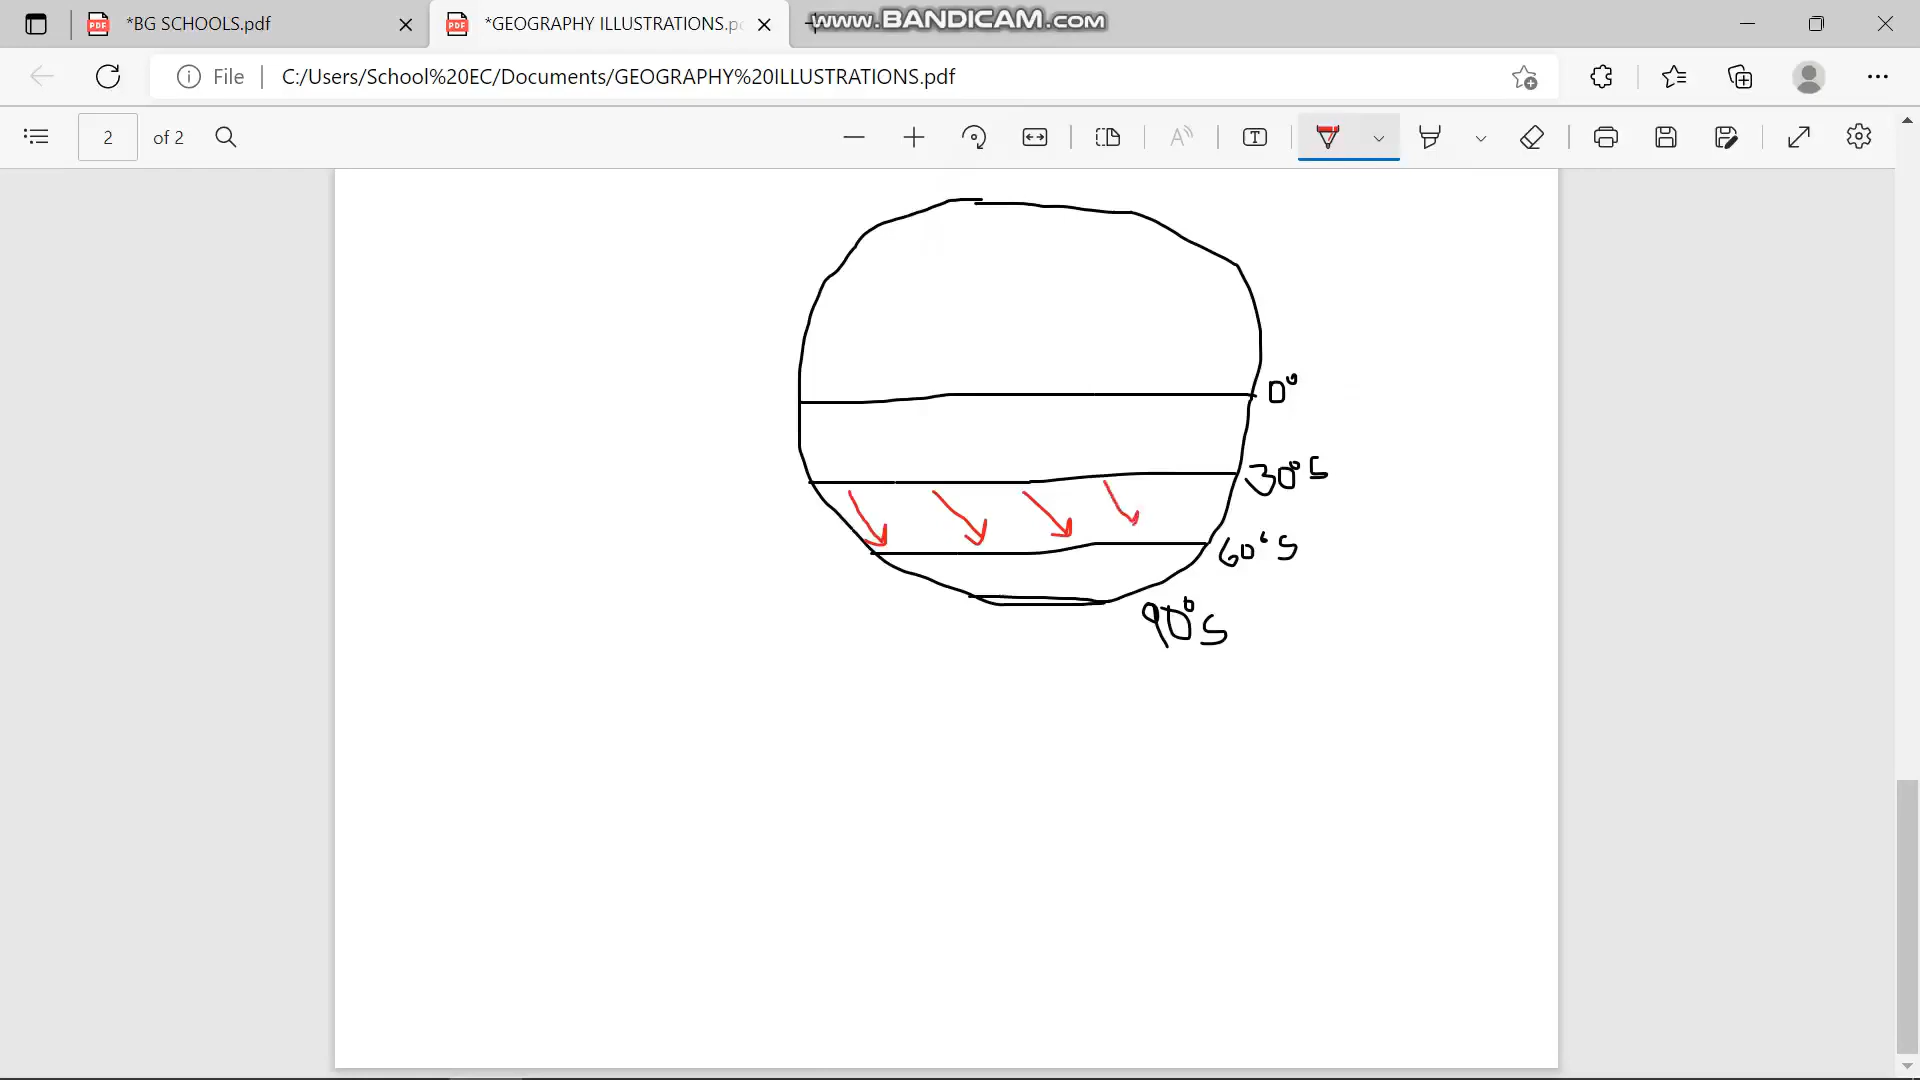 *BG SCHOOLS.pdf
*GEOGRAPHY ILLUSTRATIONS.p
www.BANDICAM.com
File
C:/Users/School%20EC/Documents/GEOGRAPHY%20ILLUSTRATIONS.pdf
2 of 2
0°
30°S
60°S
90°S